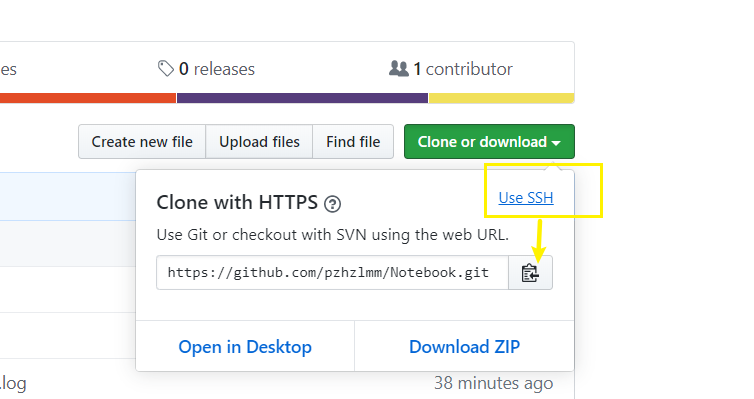 es
0 releases
1 contributor
Create new file
Upload files
Find file
Clone or download
Clone with HTTPS
Use SSH
Use Git or checkout with SVN using the web URL.
https://github.com/pzhzlmm/Notebook.git
Open in Desktop
Download ZIP
.log
38 minutes ago